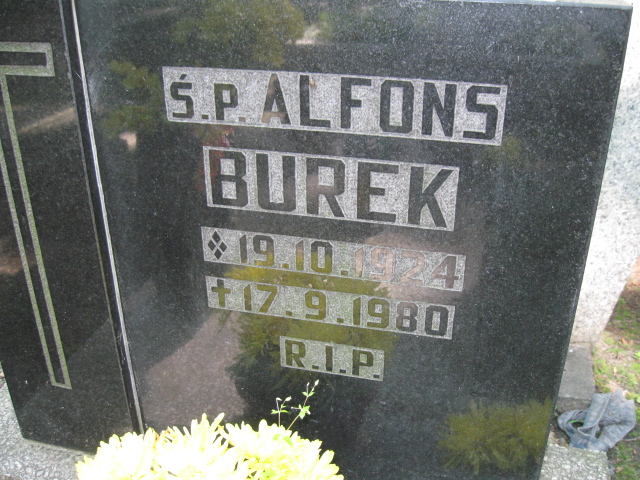 Ś.P. ALFONS
BUREK
❖ 19.10.1924
✝ 17.9.1980
R.I.P.